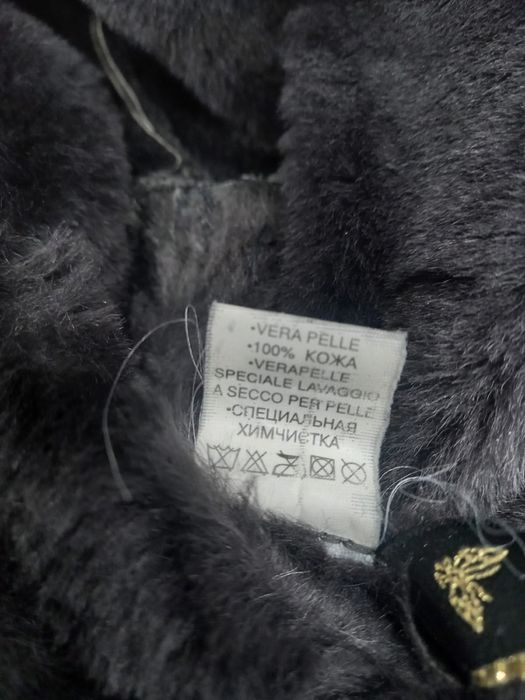 •VERA PELLE
•100% КОЖА
•VERAPELLE
SPECIALE LAVAGGIO
A SECCO PER PELLE
•СПЕЦИАЛЬНАЯ
ХИМЧИСТКА